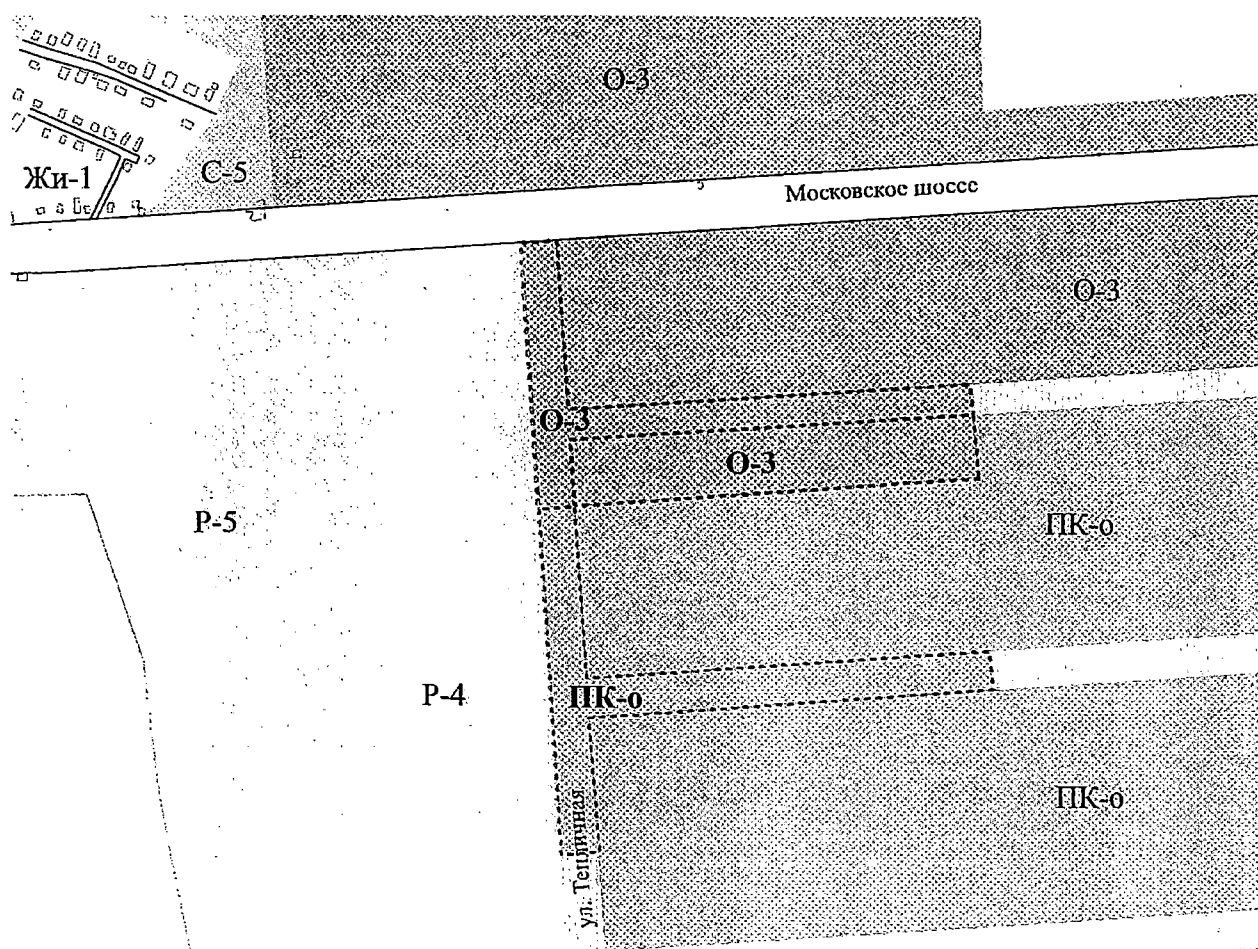 О-3
Жи-1
С-5
Московское шоссе
О-3
О-3
О-3
Р-5
ПК-о
Р-4
ПК-о
ПК-о
ул. Тепличная